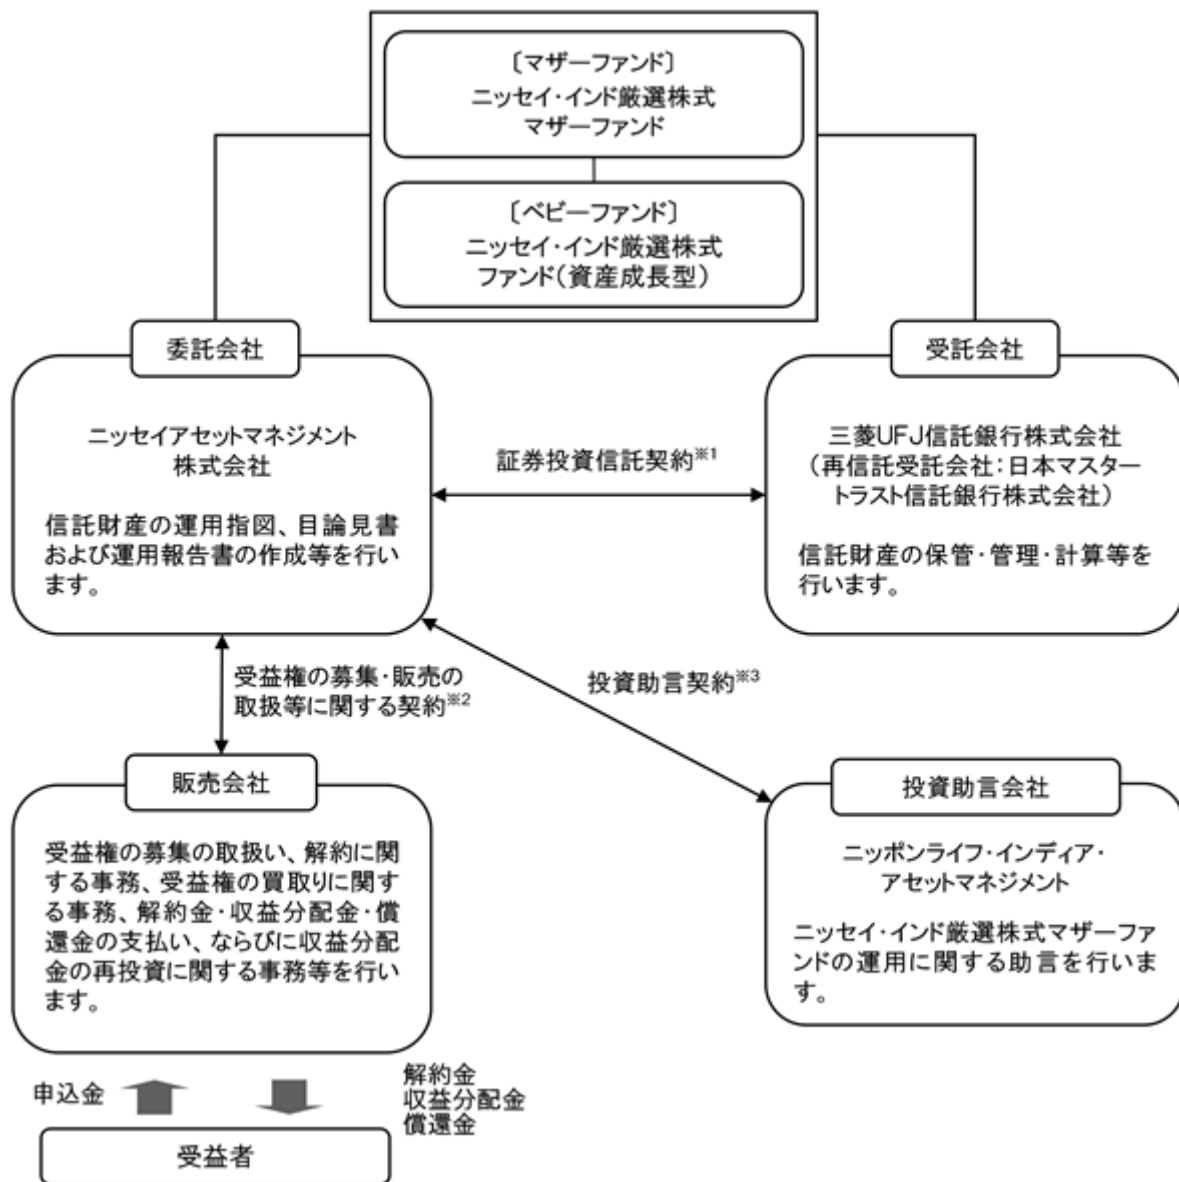 〔マザーファンド〕
ニッセイ・インド厳選株式
マザーファンド
〔ベビーファンド〕
ニッセイ・インド厳選株式
ファンド(資産成長型)
委託会社
ニッセイアセットマネジメント
株式会社
信託財産の運用指図、目論見書
および運用報告書の作成等を行い
ます。
証券投資信託契約※1
受託会社
三菱UFJ信託銀行株式会社
(再信託受託会社:日本マスター
トラスト信託銀行株式会社)
信託財産の保管・管理・計算等を
行います。
受益権の募集・販売の
取扱等に関する契約※2
投資助言契約※3
販売会社
受益権の募集の取扱い、解約に関
する事務、受益権の買取りに関す
る事務、解約金・収益分配金・償
還金の支払い、ならびに収益分配
金の再投資に関する事務等を行い
ます。
投資助言会社
ニッポンライフ・インディア・
アセットマネジメント
ニッセイ・インド厳選株式マザーファ
ンドの運用に関する助言を行いま
す。
申込金
解約金
収益分配金
償還金
受益者